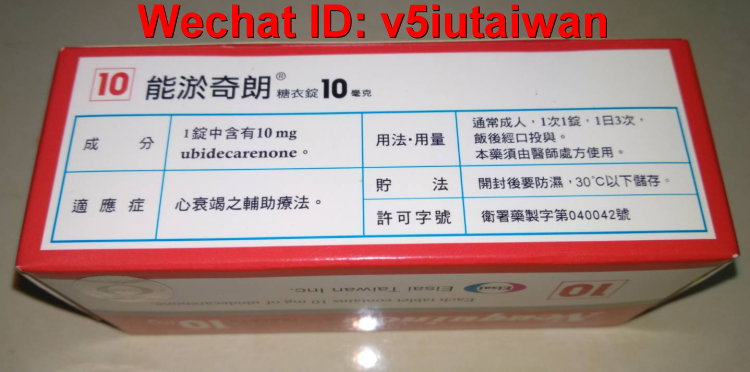 Wechat ID: v5iutaiwan
10 能淤奇朗® 糖衣錠10毫克
成分 1錠中含有10 mg
ubidecarenone。
用法·用量 通常成人,1次1錠,1日3次,
飯後經口投與。
本藥須由醫師處方使用。
適應症 心衰竭之輔助療法。
貯法 開封後要防濕,30°C以下儲存。
許可字號 衛署藥製字第040042號
10 Eisai Eisai Taiwan Inc.
Each tablet contains 10 mg of ubidecarenone
10